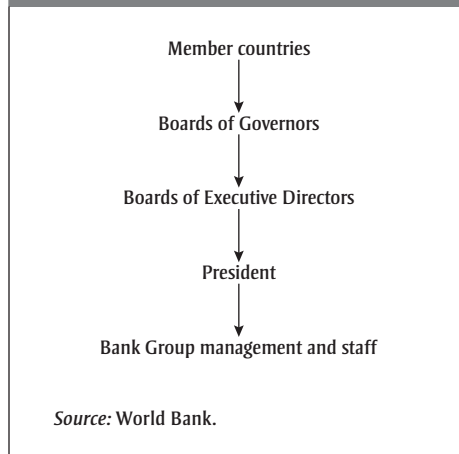 Member countries
Boards of Governors
Boards of Executive Directors
President
Bank Group management and staff
Source: World Bank.